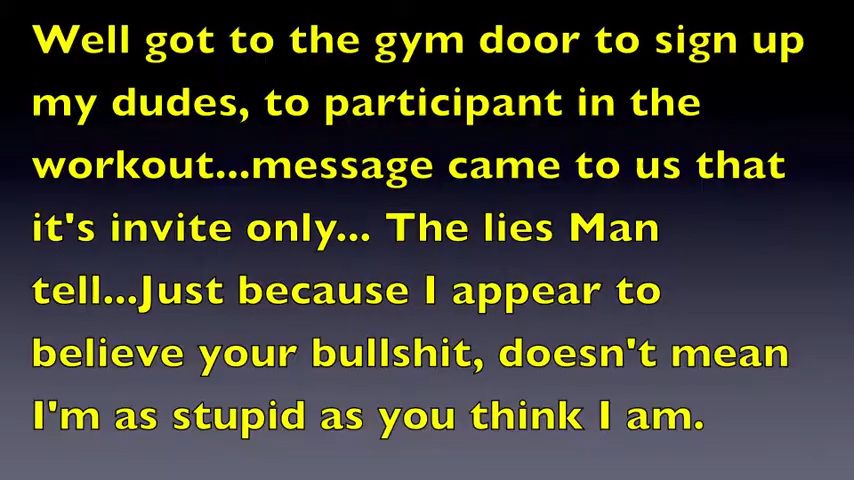 Well got to the gym door to sign up
my dudes, to participant in the
workout...message came to us that
it's invite only... The lies Man
tell...Just because I appear to
believe your bullshit, doesn't mean
I'm as stupid as you think I am.